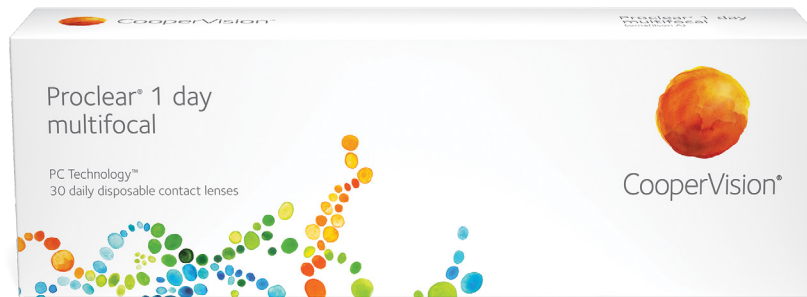 CooperVision®
Proclear® 1 day
multifocal
Proclear® 1 day
multifocal
PC Technology™
30 daily disposable contact lenses
CooperVision®